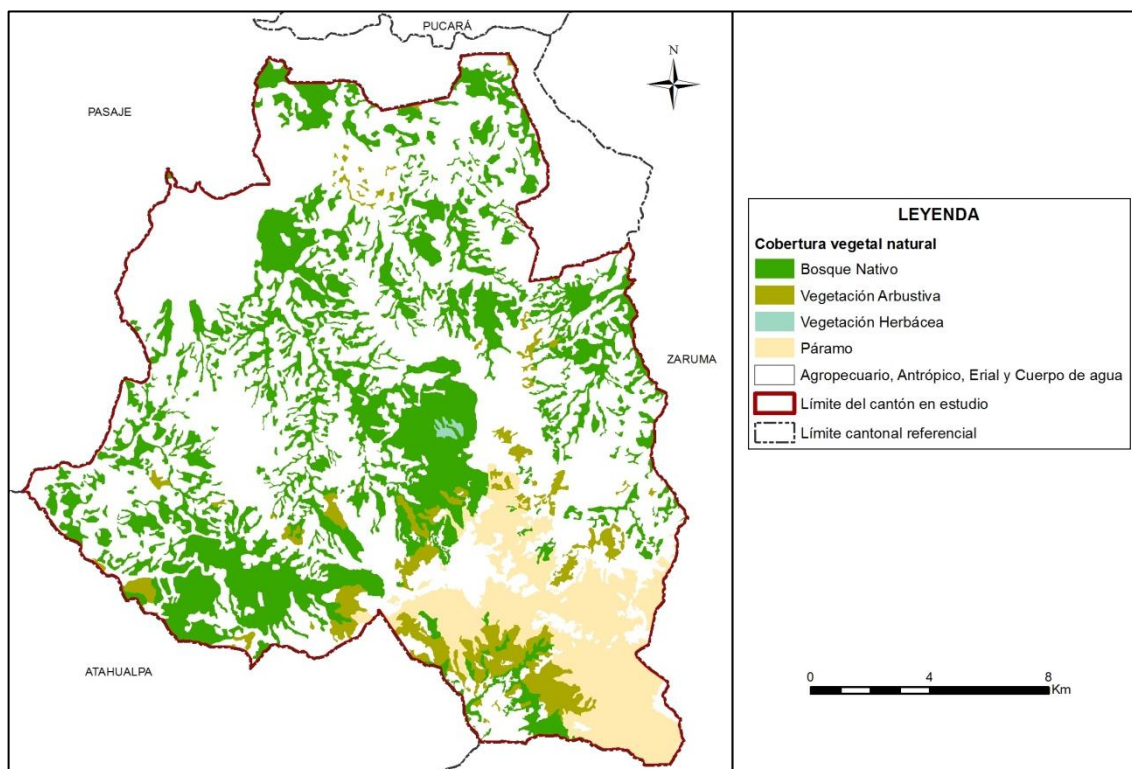 PUCARÁ
N
PASAJE
ZARUMA
ATAHUALPA
LEYENDA
Cobertura vegetal natural
Bosque Nativo
Vegetación Arbustiva
Vegetación Herbácea
Páramo
Agropecuario, Antrópico, Erial y Cuerpo de agua
Límite del cantón en estudio
Límite cantonal referencial
0 4 8
Km